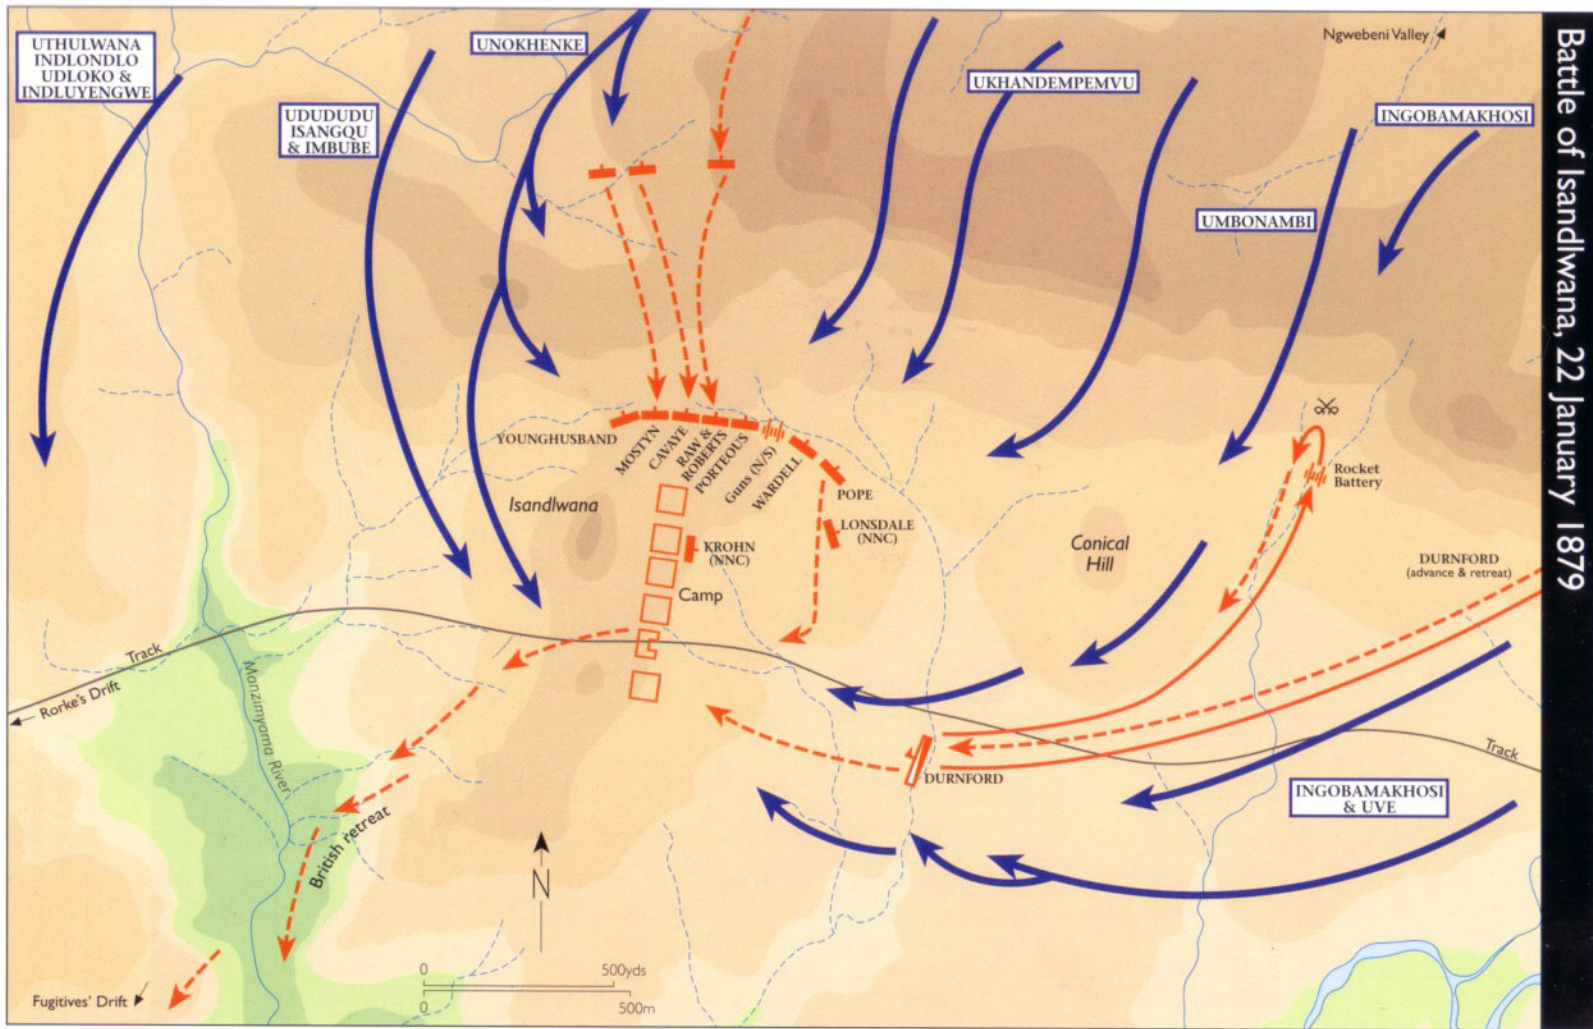 Battle of Isandlwana, 22 January 1879
UTHULWANA
INDLONDLO
UDLOKO &
INDLUYENGWE
UDUDUDU
ISANGQU
& IMBUBE
UNOKHENKE
UKHANDEMPEMVU
Ngwebeni Valley
INGOBAMAKHOSI
UMBONAMBI
YOUNGHUSBAND
MOSTYN
CAVAYE
RAW &
ROBERTS
PORTEOUS
Guns (N/S)
WARDELL
POPE
LONSDALE
(NNC)
KROHN
(NNC)
Isandlwana
Camp
Conical
Hill
Rocket
Battery
DURNFORD
(advance & retreat)
Track
Rorke's Drift
Manzimyama River
British retreat
DURNFORD
Track
INGOBAMAKHOSI
& UVE
N
0
500yds
0
500m
Fugitives' Drift